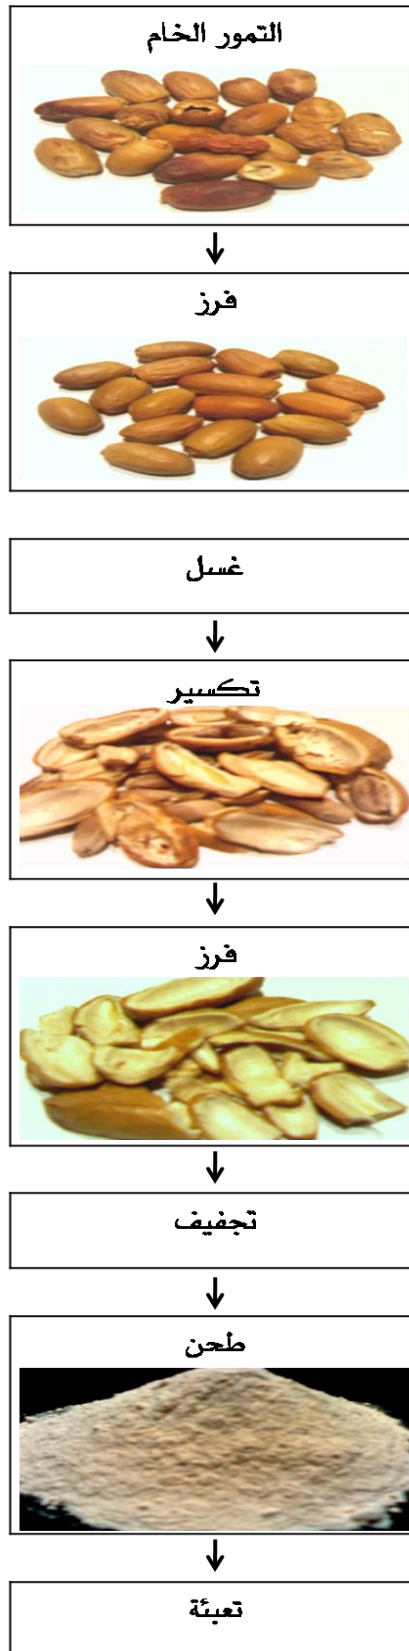 التمور الخام
فرز
غسل
تكسير
فرز
تجفيف
طحن
تعبئة